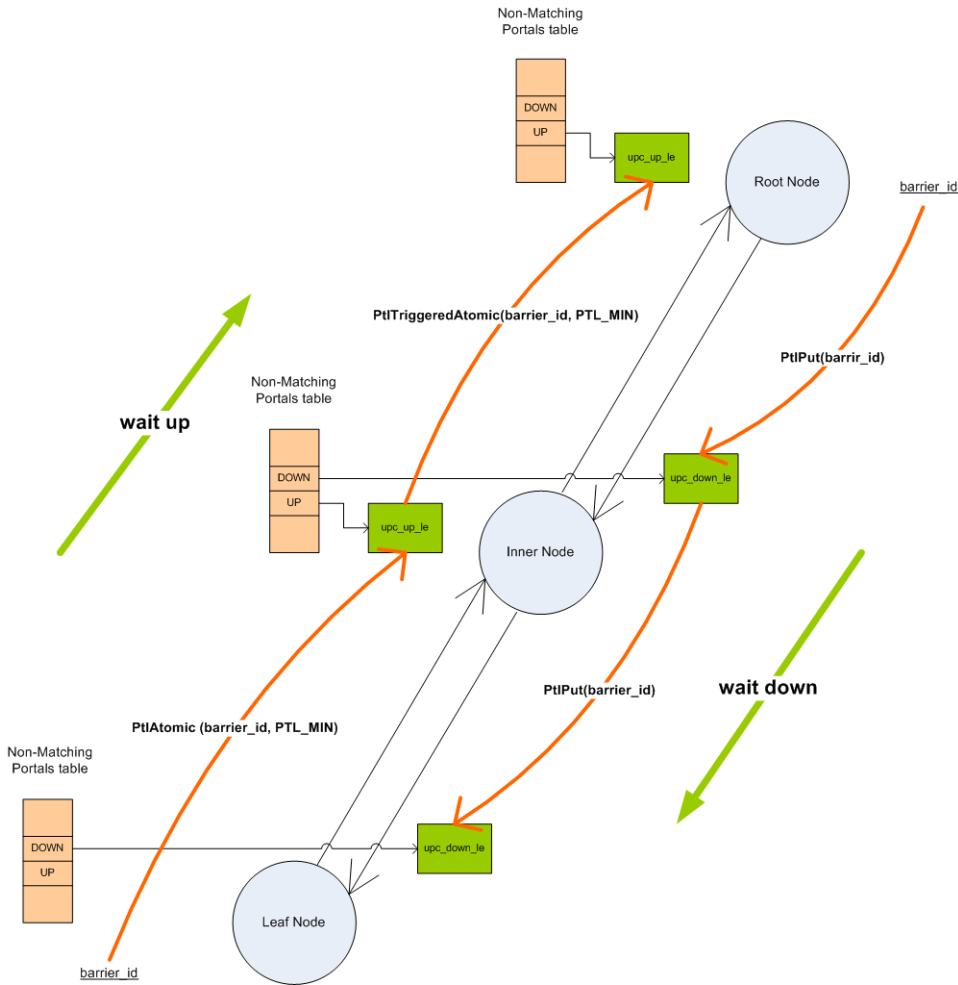 Non-Matching
Portals table
DOWN
UP
upc_up_le
Root Node
barrier_id
PtlTriggeredAtomic(barrier_id, PTL_MIN)
PtlPut(barrir_id)
Non-Matching
Portals table
wait up
DOWN
UP
upc_down_le
upc_up_le
Inner Node
PtlPut(barrier_id)
wait down
PtlAtomic (barrier_id, PTL_MIN)
Non-Matching
Portals table
DOWN
UP
upc_down_le
Leaf Node
barrier_id